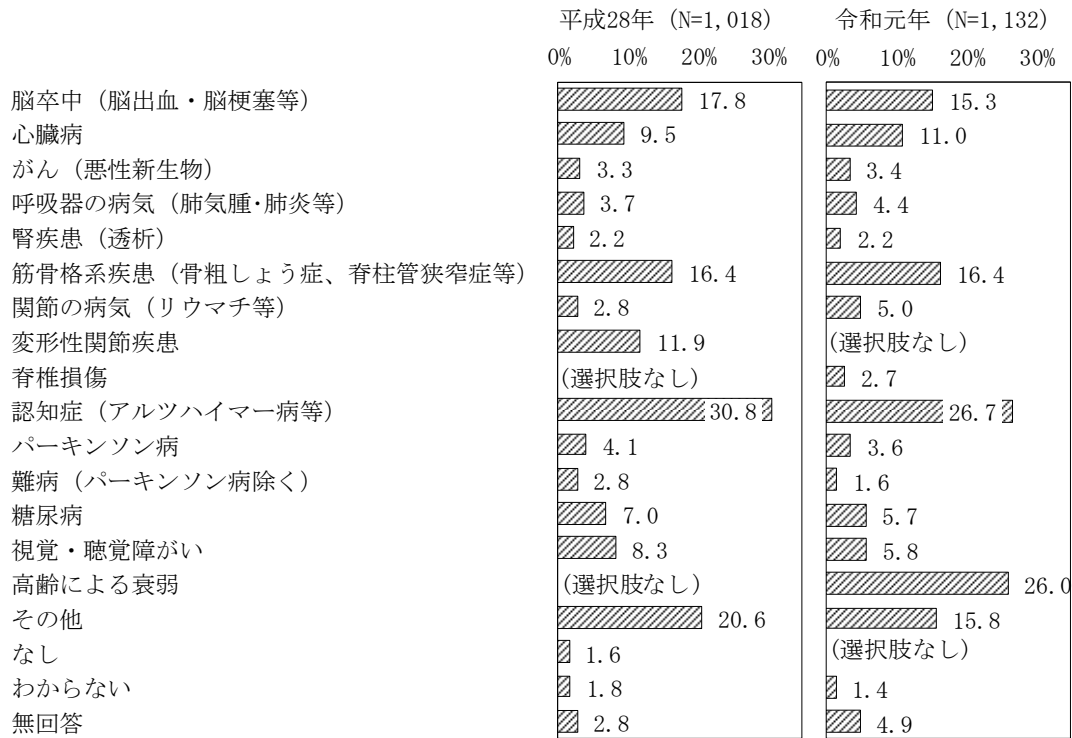 平成28年 (N=1,018) 令和元年 (N=1,132)
0% 10% 20% 30% 0% 10% 20% 30%
脳卒中（脳出血・脳梗塞等） 17.8 15.3
心臓病 9.5 11.0
がん（悪性新生物） 3.3 3.4
呼吸器の病気（肺気腫・肺炎等） 3.7 4.4
腎疾患（透析） 2.2 2.2
筋骨格系疾患（骨粗しょう症、脊柱管狭窄症等） 16.4 16.4
関節の病気（リウマチ等） 2.8 5.0
変形性関節疾患 11.9 (選択肢なし)
脊椎損傷 (選択肢なし) 2.7
認知症（アルツハイマー病等） 30.8 26.7
パーキンソン病 4.1 3.6
難病（パーキンソン病除く） 2.8 1.6
糖尿病 7.0 5.7
視覚・聴覚障がい 8.3 5.8
高齢による衰弱 (選択肢なし) 26.0
その他 20.6 15.8
なし 1.6 (選択肢なし)
わからない 1.8 1.4
無回答 2.8 4.9